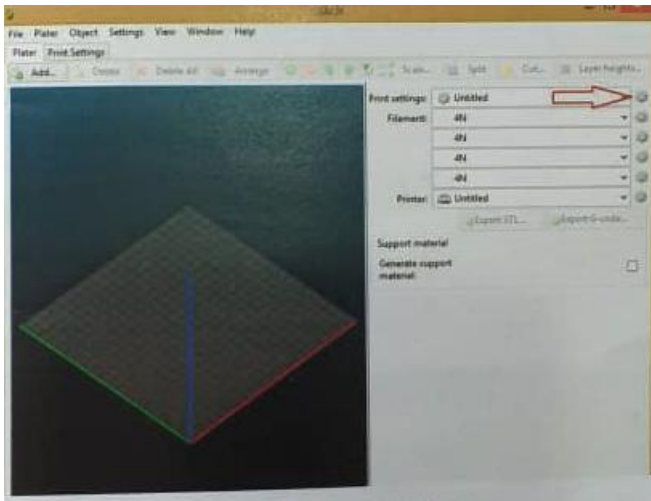 Slic3r
File Plater Object Settings View Window Help
Plater Print Settings
Add... Delete Delete All Arrange Scale... Split Cut... Layer heights...
Print settings: Untitled
Filament: 4N
4N
4N
4N
Printer: Untitled
Export STL... Export G-code...
Support material
Generate support
material: